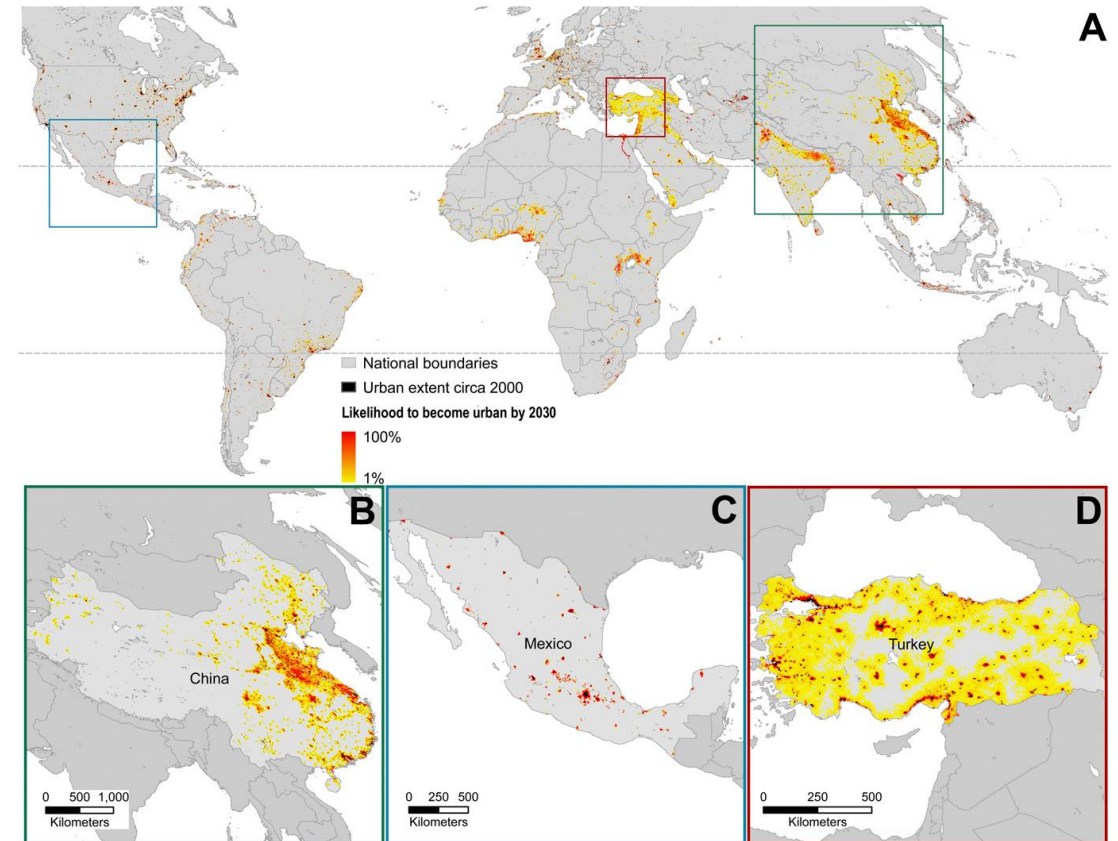 A
National boundaries
Urban extent circa 2000
Likelihood to become urban by 2030
100%
1%
B
China
0 500 1,000
Kilometers
C
Mexico
0 250 500
Kilometers
D
Turkey
0 250 500
Kilometers